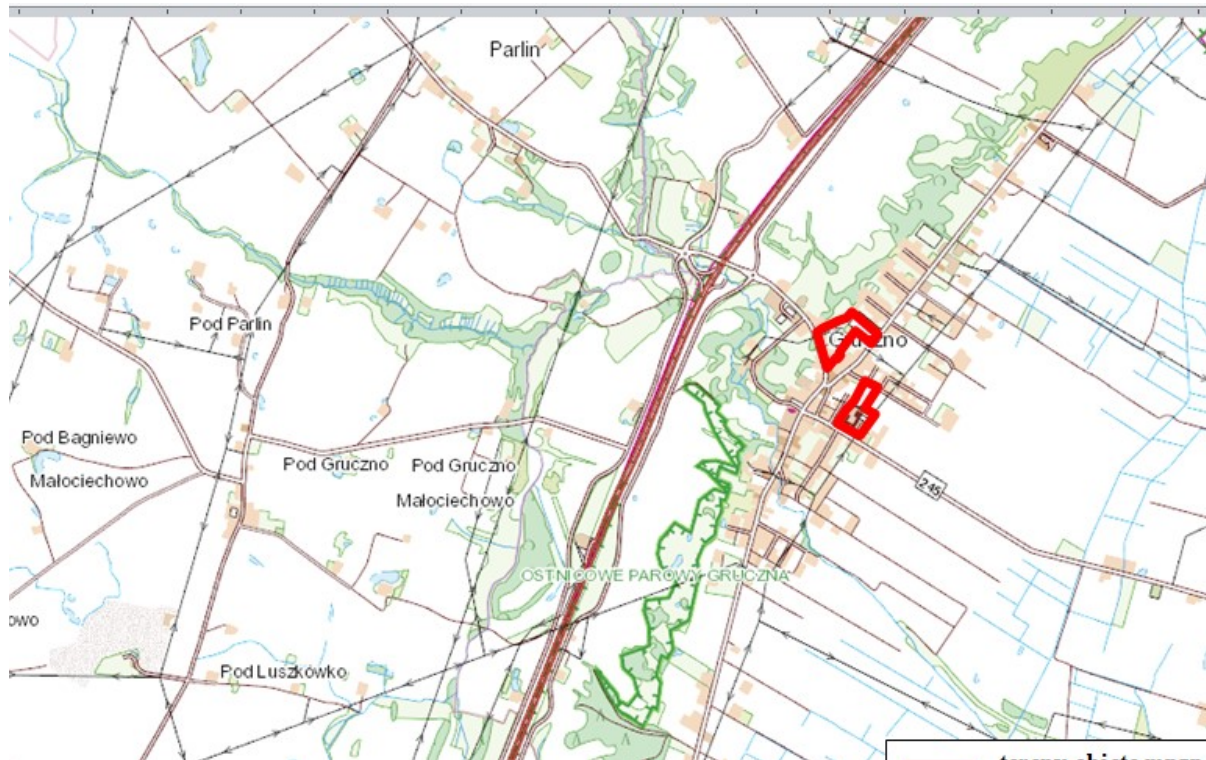 Parlin
Pod Parlin
Gruczno
Pod Bagniewo
Małociechowo
Pod Gruczno
Pod Gruczno
Małociechowo
245
OSTNICOWE PAROWY GRUCZNA
owo
Pod Luszkówko